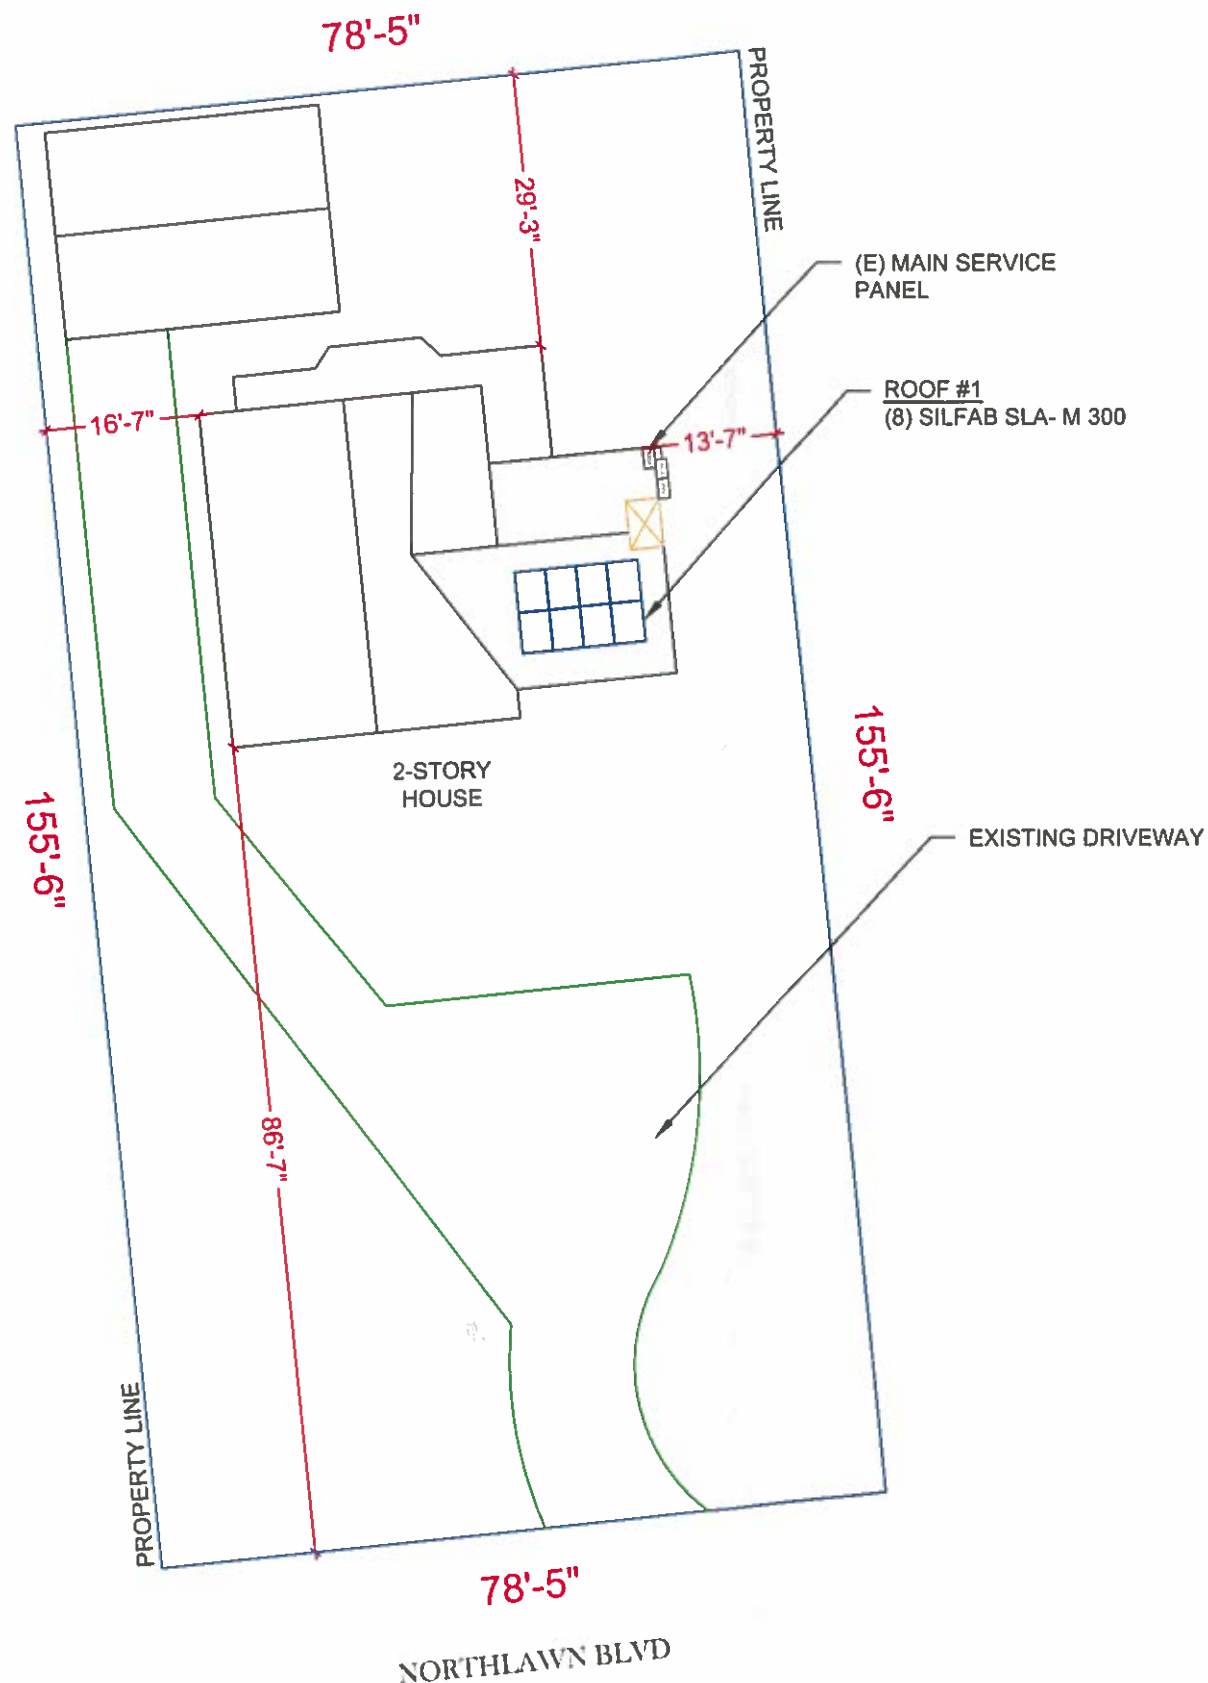 78'-5"
PROPERTY LINE
29'-3"
(E) MAIN SERVICE
PANEL
ROOF #1
(8) SILFAB SLA- M 300
16'-7"
13'-7"
2-STORY
HOUSE
155'-6"
155'-6"
EXISTING DRIVEWAY
86'-7"
PROPERTY LINE
78'-5"
NORTHLAWN BLVD